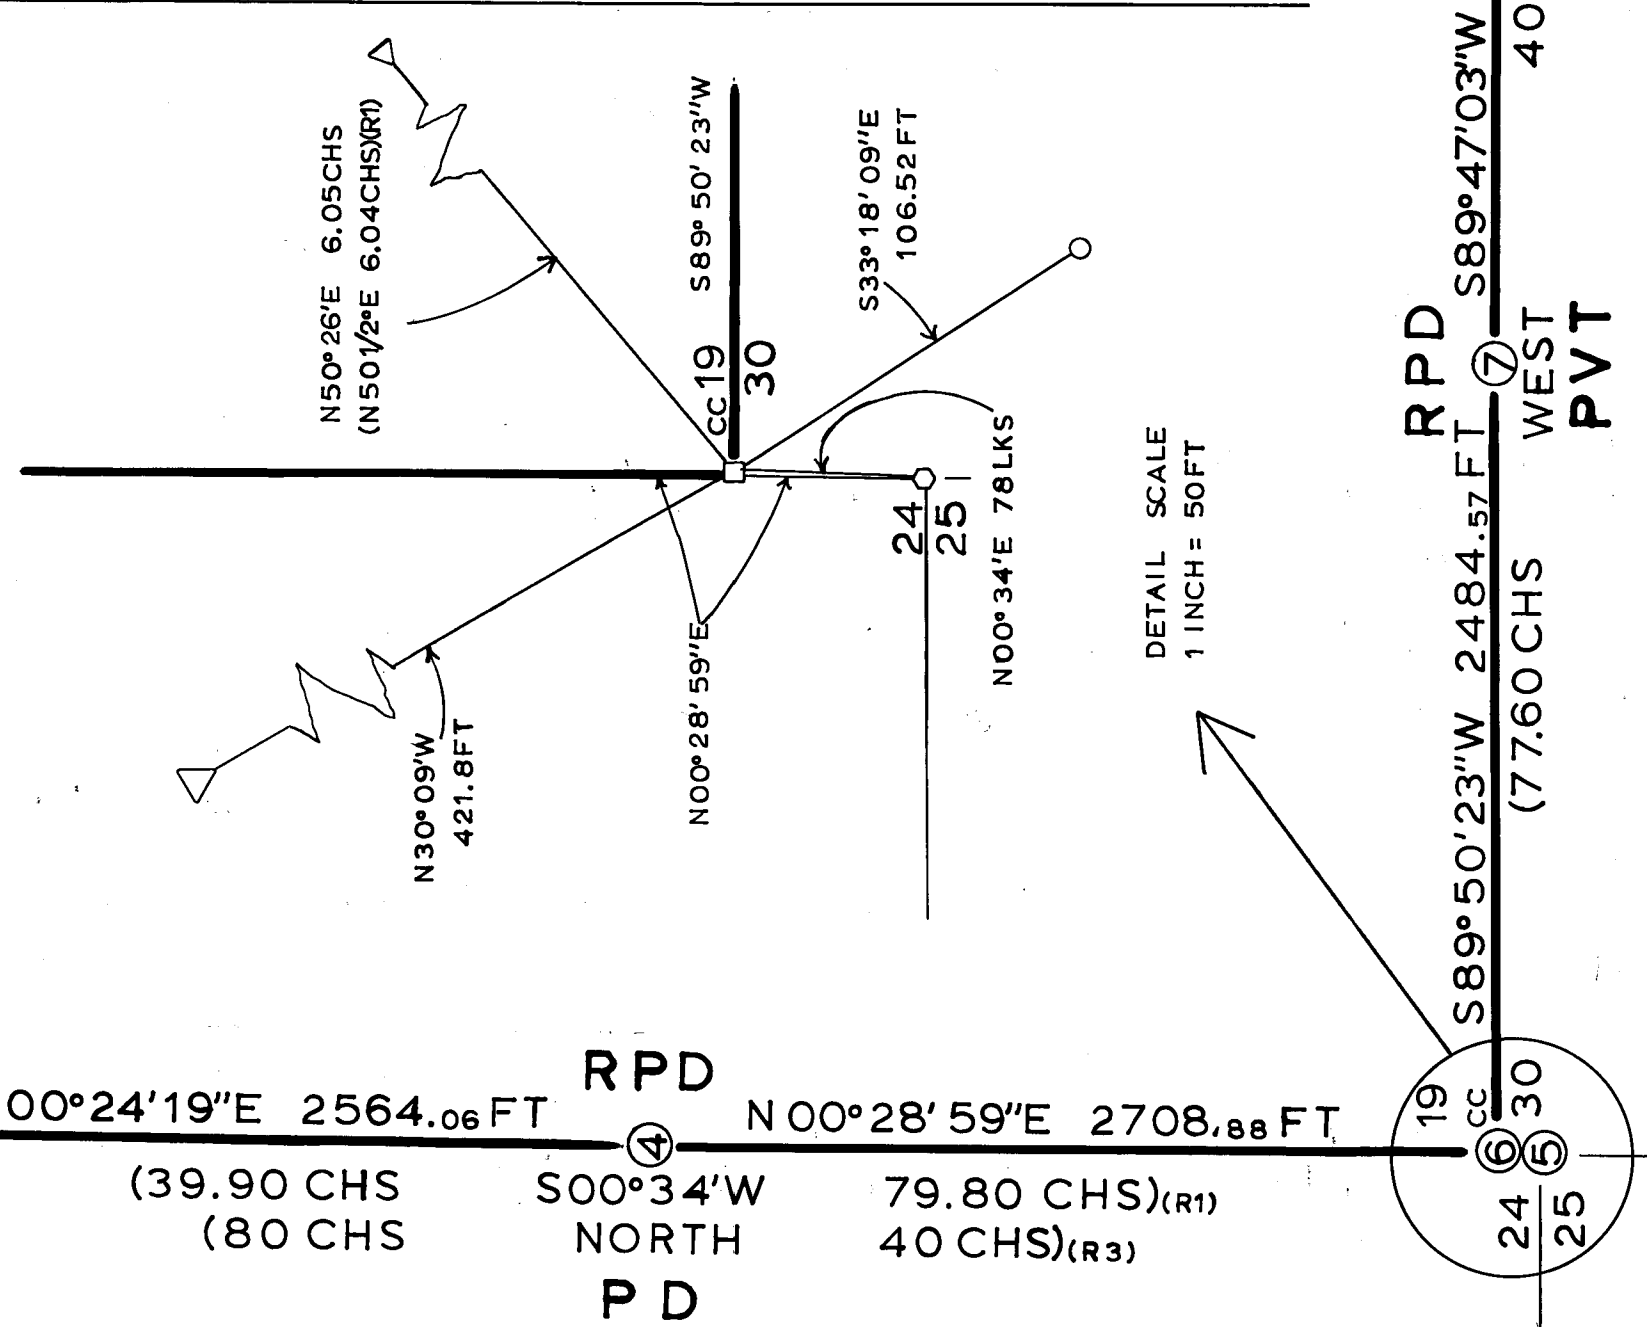 N50°26'E 6.05CHS
(N501/2°E 6.04CHS)(R1)
S89°50'23"W
CC 19
30
S33°18'09"E
106.52FT
N30°09'W
421.8FT
N00°28'59"E
24
25
N00°34'E 78LKS
DETAIL SCALE
1 INCH = 50FT
S89°47'03"W
40
RPD
7
WEST
PVT
S89°50'23"W 2484.57FT
(77.60CHS
00°24'19"E 2564.06FT
RPD
N00°28'59"E 2708.88FT
4
(39.90 CHS S00°34'W 79.80 CHS)(R1)
(80 CHS NORTH 40 CHS)(R3)
PD
19
CC
30
6
5
24
25